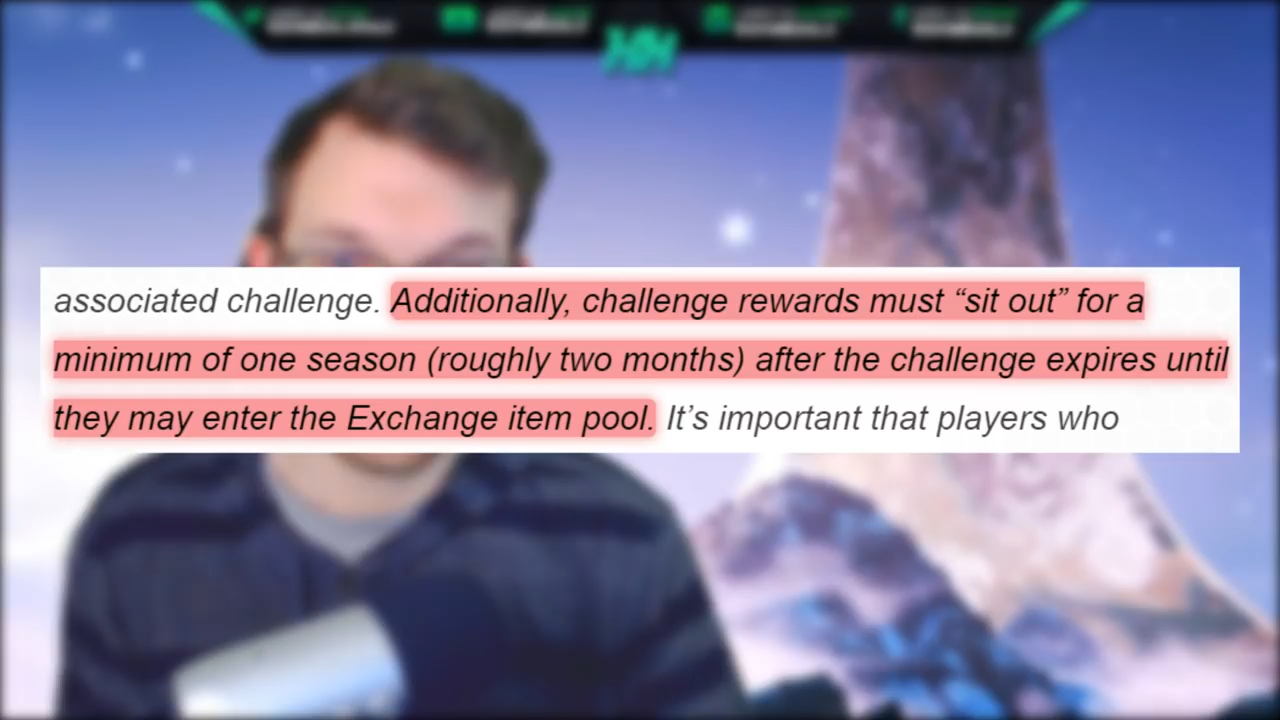 HH
associated challenge. Additionally, challenge rewards must “sit out” for a
minimum of one season (roughly two months) after the challenge expires until
they may enter the Exchange item pool. It’s important that players who